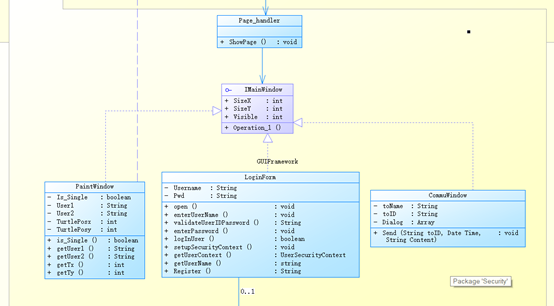 Page_handler
+ ShowPage () : void
IMainWindow
+ SizeX : int
+ SizeY : int
+ Visible : int
+ Operation_1 ()
GUIFramework
PaintWindow
- Is_Single : boolean
- User1 : String
- User2 : String
- TurtlePosx : int
- TurtlePosy : int
+ is_Single () : boolean
+ getUser1 () : String
+ getUser2 () : String
+ getTx () : int
+ getTy () : int
LoginForm
- Username : String
- Pwd : String
+ open () : void
+ enterUserName () : void
+ validateUserIDPassword () : String
+ enterPassword () : void
+ logInUser () : boolean
+ setupSecurityContext () : void
+ getUserContext () : UserSecurityContext
+ getUserName () : string
+ Register () : String
CommuWindow
- toName : String
- toID : String
- Dialog : Array
+ Send (String toID, Date Time, : void
String Content)
Package 'Security'
0..1